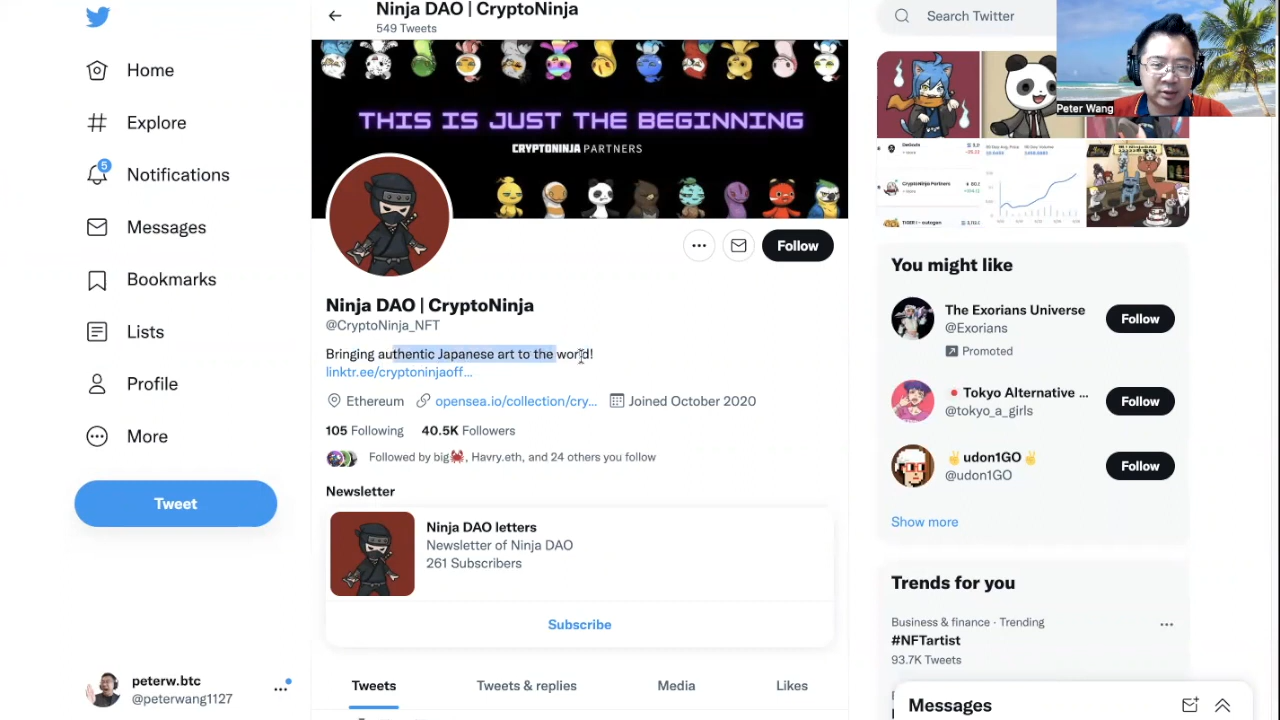 Home
Explore
5
Notifications
Messages
Bookmarks
Lists
Profile
More
Tweet
peterw.btc
@peterwang1127
Ninja DAO | CryptoNinja
549 Tweets
THIS IS JUST THE BEGINNING
CRYPTONINJA PARTNERS
Follow
Ninja DAO | CryptoNinja
@CryptoNinja_NFT
Bringing authentic Japanese art to the world!
linktr.ee/cryptoninjaoff...
Ethereum opensea.io/collection/cry... Joined October 2020
105 Following 40.5K Followers
Followed by big🦀, Havry.eth, and 24 others you follow
Newsletter
Ninja DAO letters
Newsletter of Ninja DAO
261 Subscribers
Subscribe
Tweets Tweets & replies Media Likes
Search Twitter
Peter Wang
CryptoNinja Partners
You might like
The Exorians Universe
@Exorians
Promoted
Follow
Tokyo Alternative ...
@tokyo_a_girls
Follow
✌️udon1GO✌️
@udon1GO
Follow
Show more
Trends for you
Business & finance · Trending
#NFTartist
93.7K Tweets
Messages